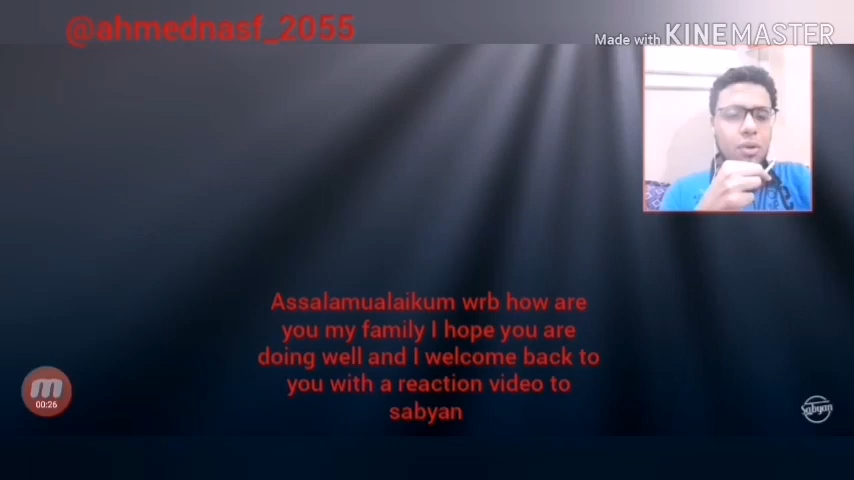 @ahmednasf_2055
Made with KINEMASTER
Assalamualaikum wrb how are
you my family I hope you are
doing well and I welcome back to
you with a reaction video to
sabyan
00:26
Sabyan